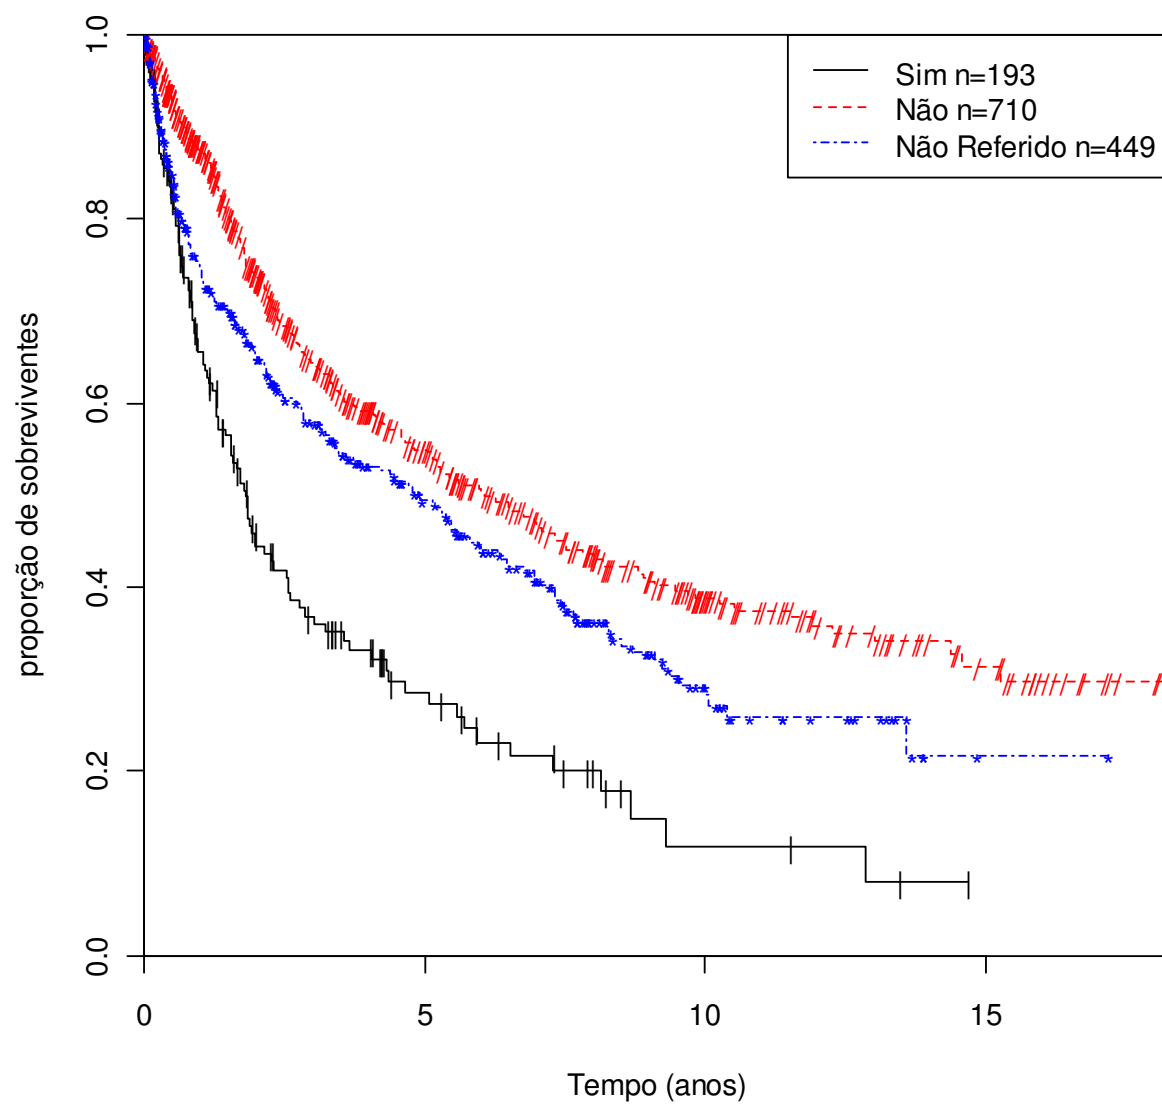 Sim n=193
Não n=710
Não Referido n=449
proporção de sobreviventes
1.0
0.8
0.6
0.4
0.2
0.0
0 5 10 15
Tempo (anos)